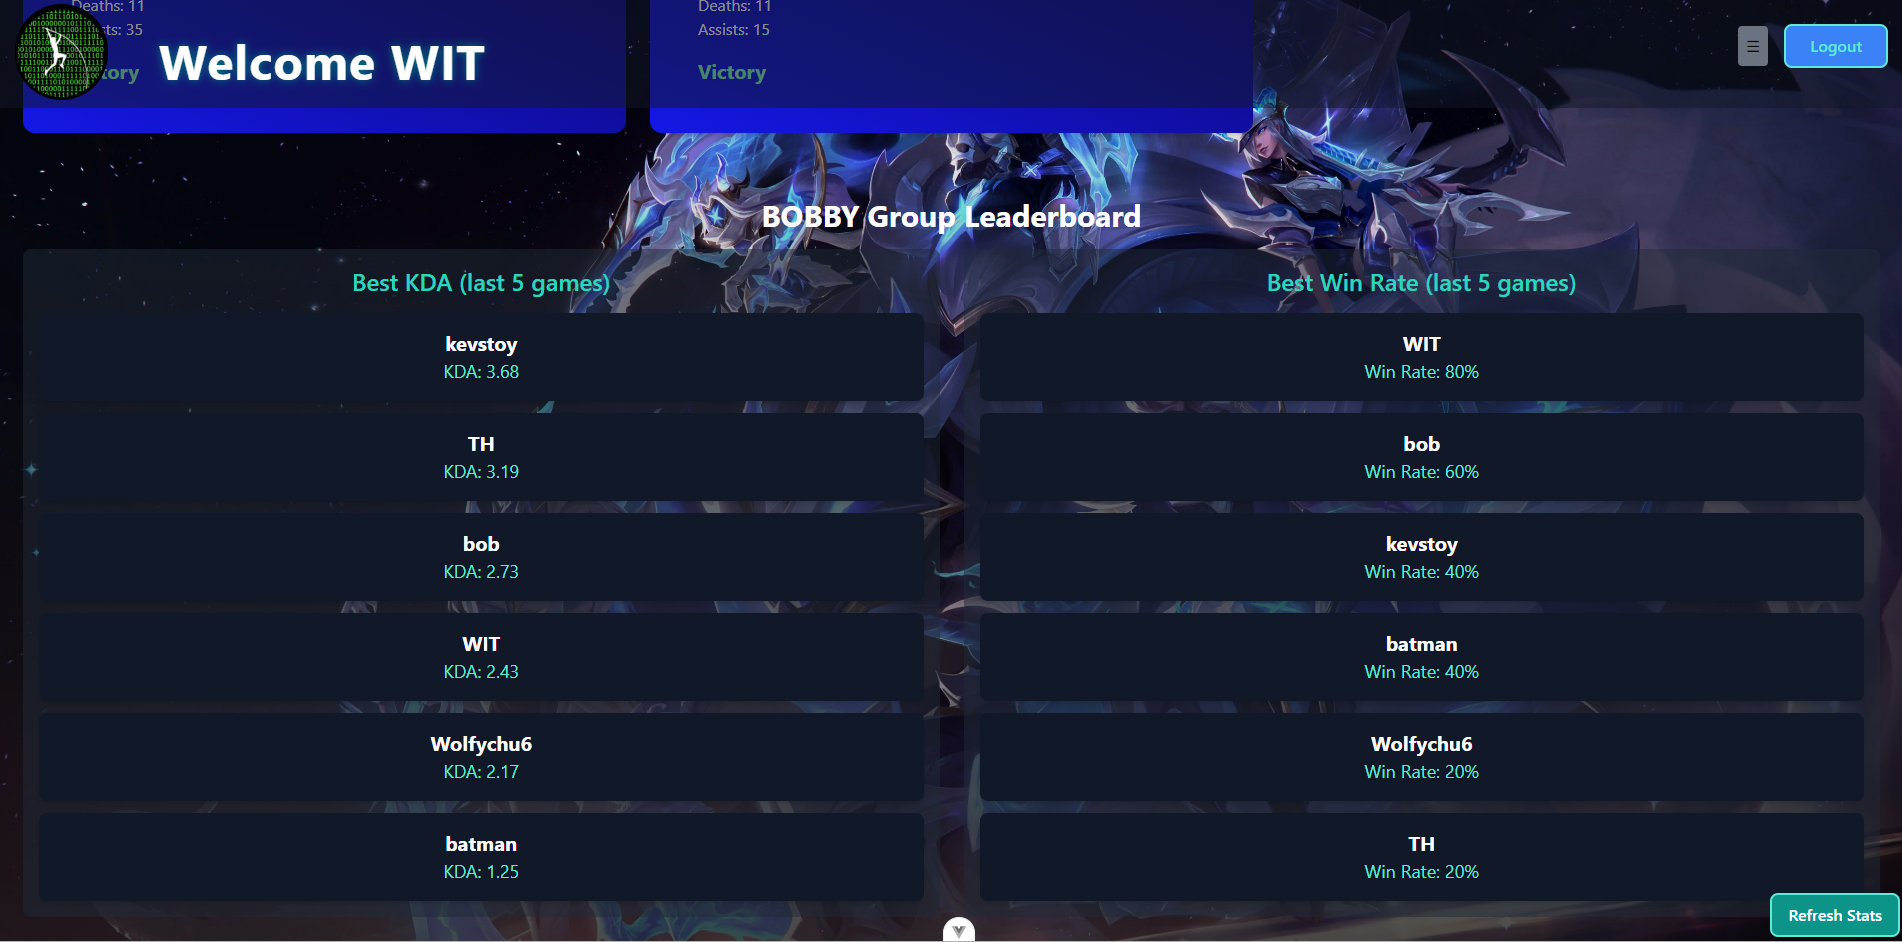 Deaths: 11
sts: 35
tory
Welcome WIT
Deaths: 11
Assists: 15
Victory
☰
Logout
BOBBY Group Leaderboard
Best KDA (last 5 games)
kevstoy
KDA: 3.68
TH
KDA: 3.19
bob
KDA: 2.73
WIT
KDA: 2.43
Wolfychu6
KDA: 2.17
batman
KDA: 1.25
Best Win Rate (last 5 games)
WIT
Win Rate: 80%
bob
Win Rate: 60%
kevstoy
Win Rate: 40%
batman
Win Rate: 40%
Wolfychu6
Win Rate: 20%
TH
Win Rate: 20%
Refresh Stats